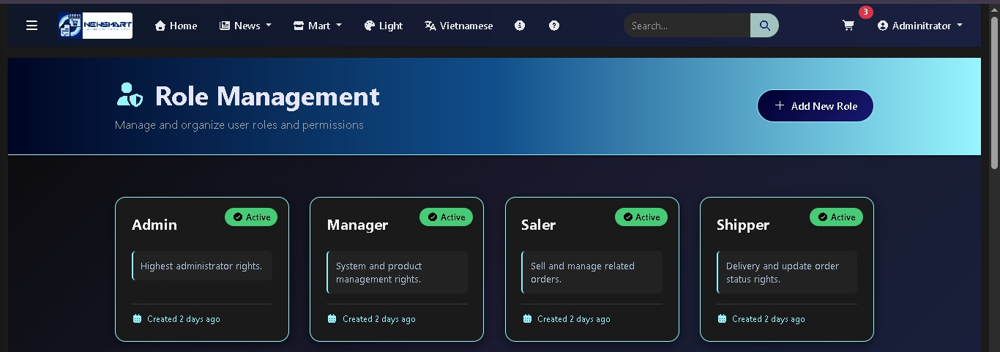 NEWSMART
Home
News
Mart
Light
Vietnamese
Search...
3
Adminitrator
Role Management
Manage and organize user roles and permissions
Add New Role
Admin
Active
Highest administrator rights.
Created 2 days ago
Manager
Active
System and product
management rights.
Created 2 days ago
Saler
Active
Sell and manage related
orders.
Created 2 days ago
Shipper
Active
Delivery and update order
status rights.
Created 2 days ago